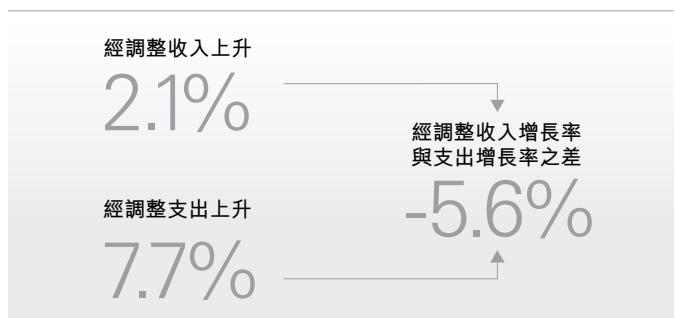 經調整收入上升
2.1%
經調整收入增長率
與支出增長率之差
-5.6%
經調整支出上升
7.7%